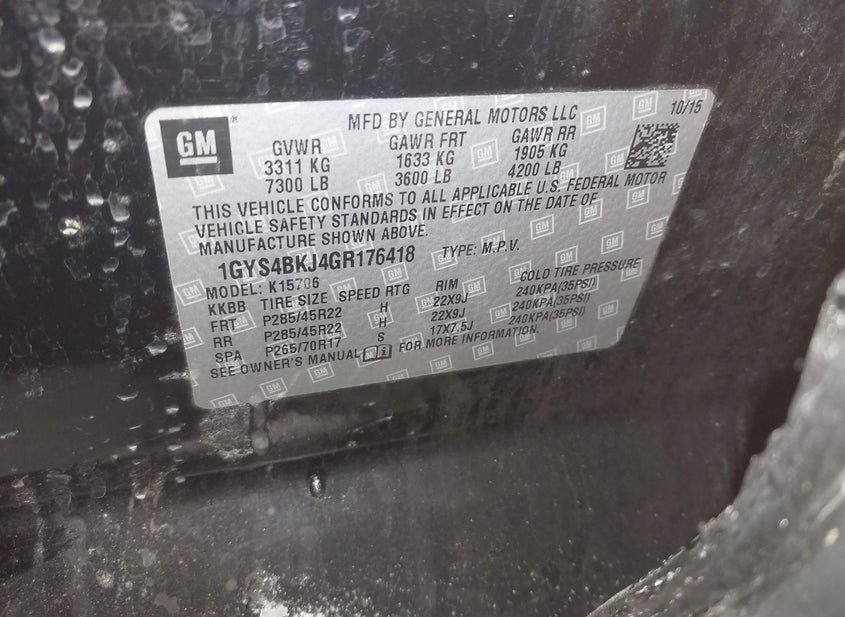 GM
MFD BY GENERAL MOTORS LLC 10/15
GVWR GAWR FRT GAWR RR
3311 KG 1633 KG 1905 KG
7300 LB 3600 LB 4200 LB
THIS VEHICLE CONFORMS TO ALL APPLICABLE U.S. FEDERAL MOTOR
VEHICLE SAFETY STANDARDS IN EFFECT ON THE DATE OF
MANUFACTURE SHOWN ABOVE.
1GYS4BKJ4GR176418 TYPE: M.P.V.
MODEL: K15706
KKBB TIRE SIZE SPEED RTG RIM COLD TIRE PRESSURE
FRT P285/45R22 H 22X9J 240KPA(35PSI)
RR P285/45R22 H 22X9J 240KPA(35PSI)
SPA P265/70R17 S 17X7.5J 240KPA(35PSI)
SEE OWNER'S MANUAL FOR MORE INFORMATION.